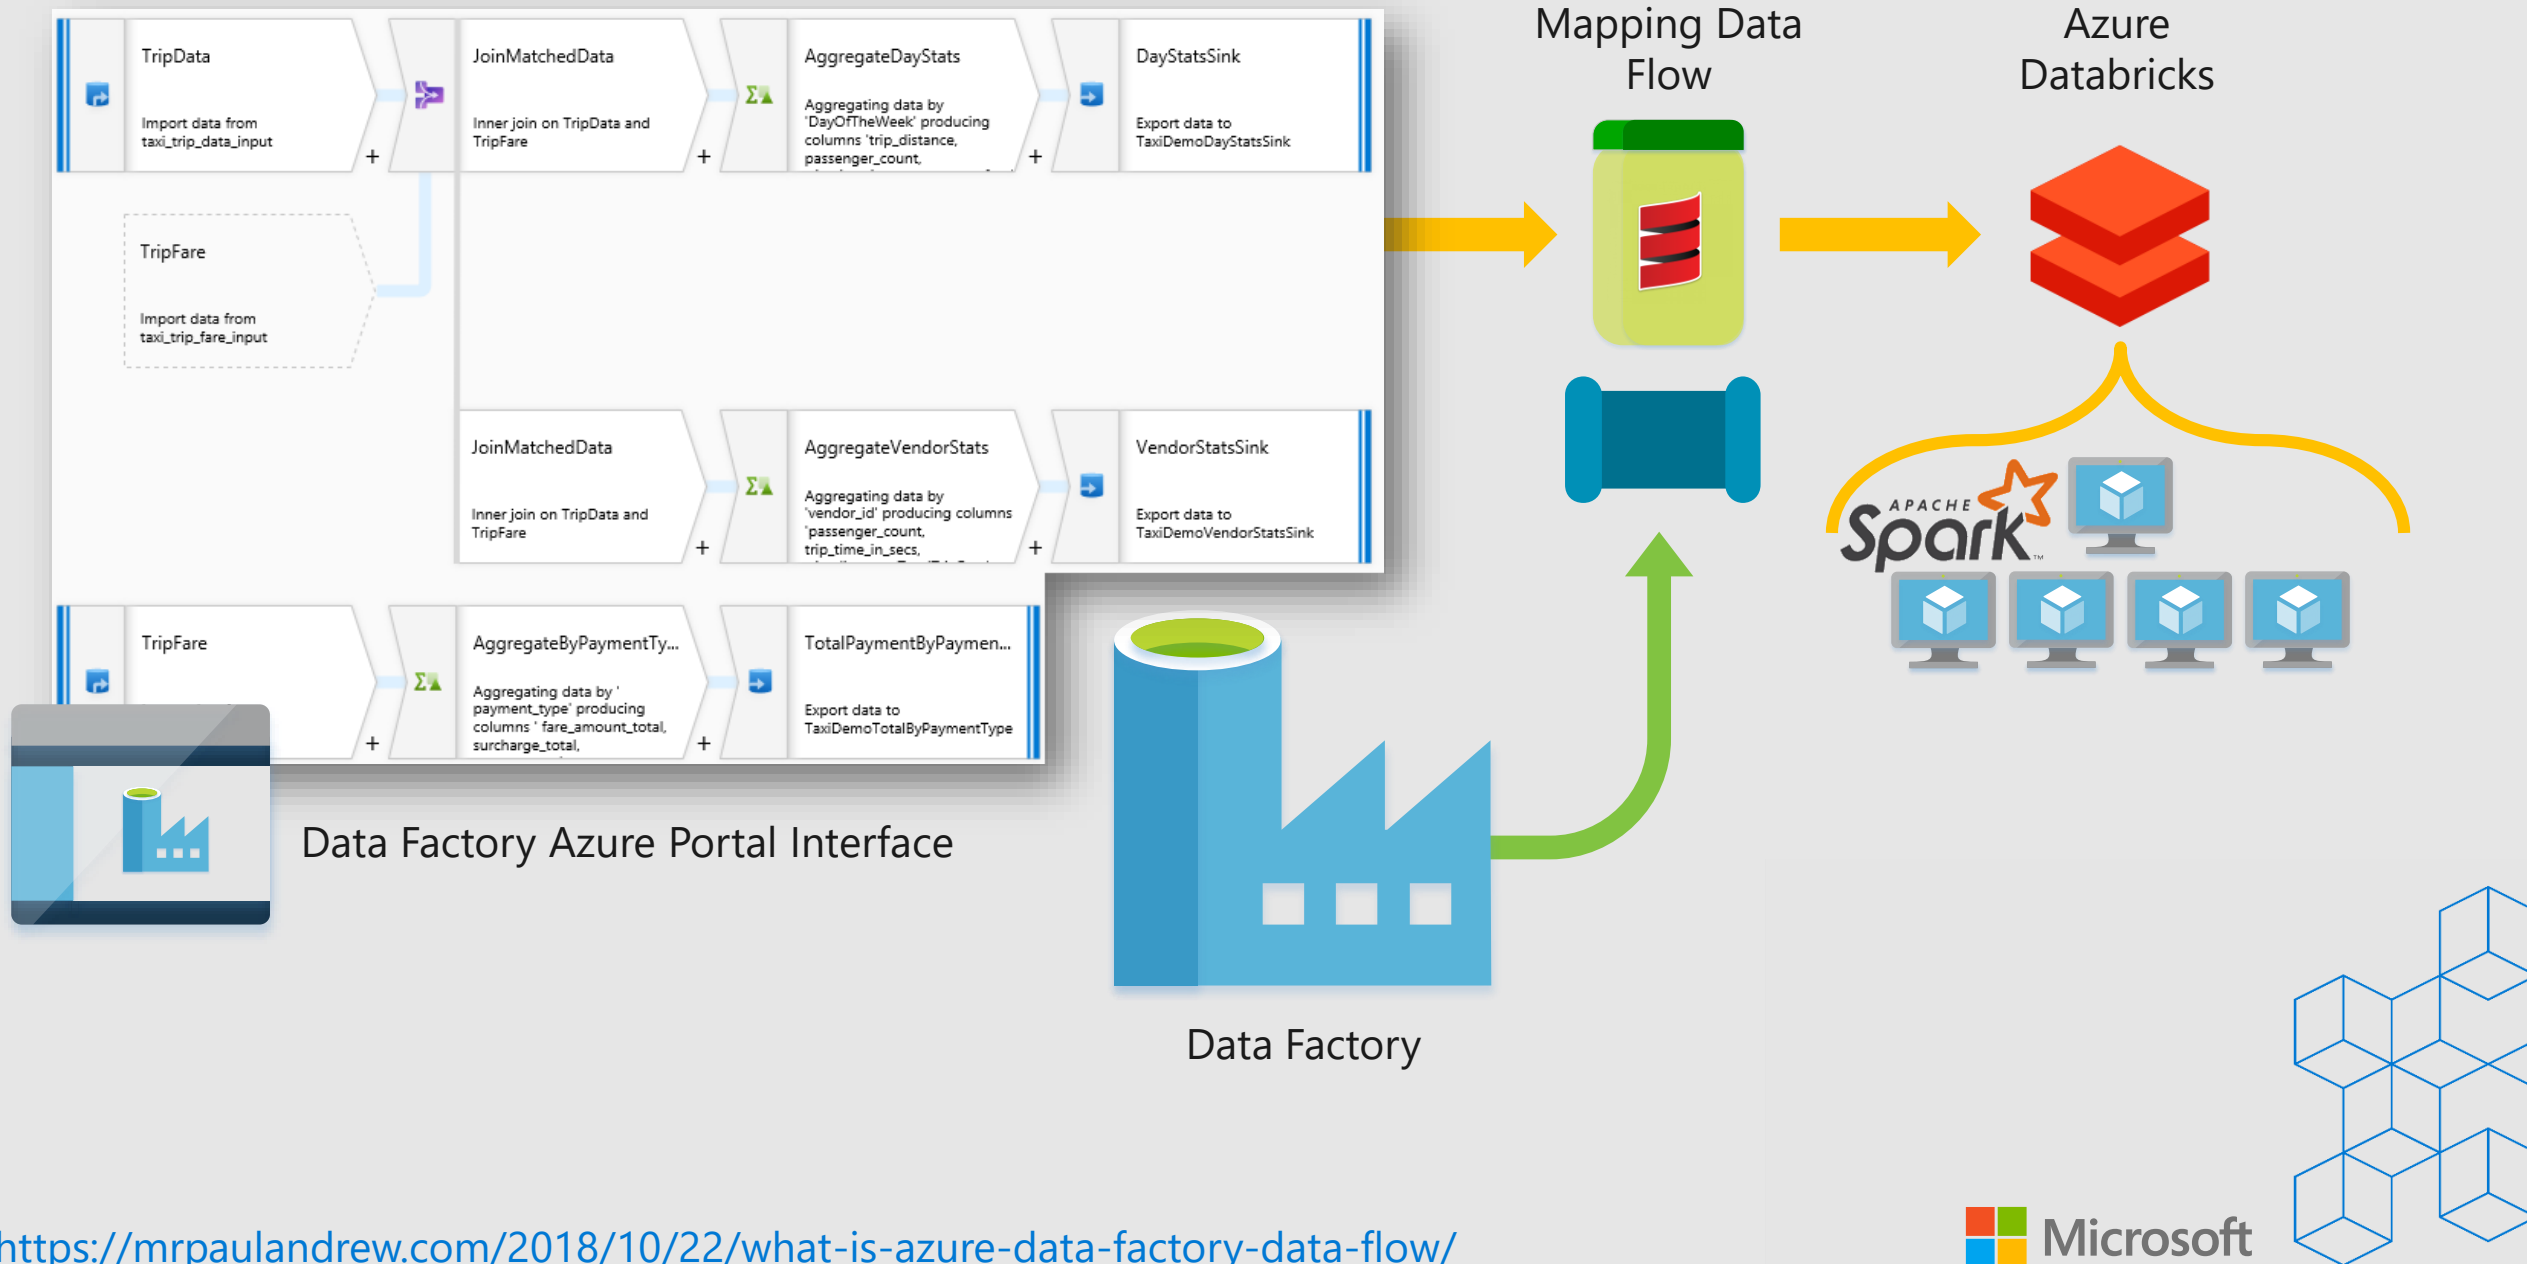 TripData
Import data from
taxi_trip_data_input
+
JoinMatchedData
Inner join on TripData and
TripFare
+
AggregateDayStats
Aggregating data by
'DayOfTheWeek' producing
columns 'trip_distance,
passenger_count,
+
DayStatsSink
Export data to
TaxiDemoDayStatsSink
TripFare
Import data from
taxi_trip_fare_input
JoinMatchedData
Inner join on TripData and
TripFare
+
AggregateVendorStats
Aggregating data by
'vendor_id' producing columns
'passenger_count,
trip_time_in_secs,
+
VendorStatsSink
Export data to
TaxiDemoVendorStatsSink
TripFare
+
AggregateByPaymentTy...
Aggregating data by '
payment_type' producing
columns ' fare_amount_total,
surcharge_total,
+
TotalPaymentByPaymen...
Export data to
TaxiDemoTotalByPaymentType
Data Factory Azure Portal Interface
Mapping Data
Flow
Azure
Databricks
APACHE
Spark
TM
Data Factory
https://mrpaulandrew.com/2018/10/22/what-is-azure-data-factory-data-flow/
Microsoft